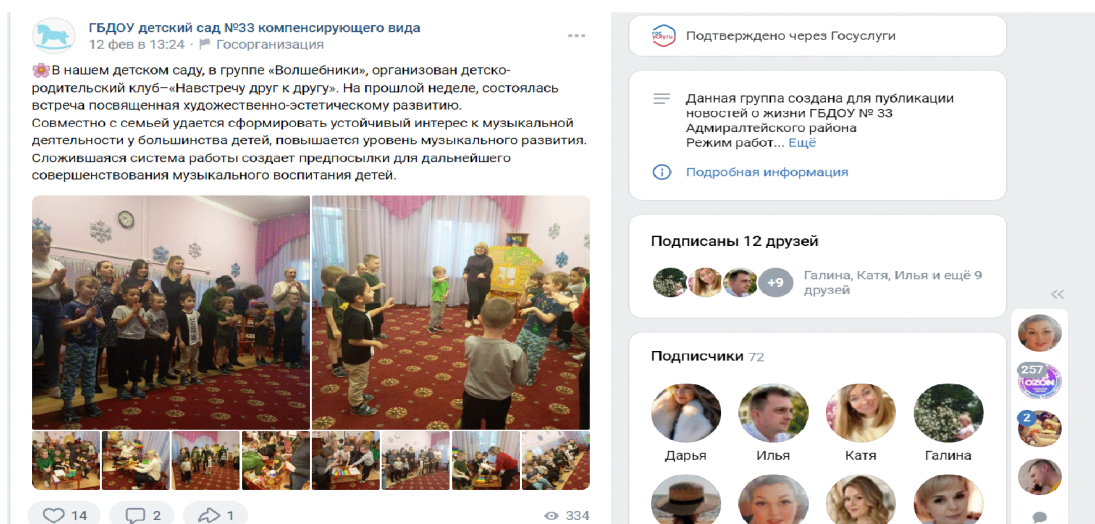 ГБДОУ детский сад №33 компенсирующего вида
12 фев в 13:24 · Госорганизация
В нашем детском саду, в группе «Волшебники», организован детско-
родительский клуб–«Навстречу друг к другу». На прошлой неделе, состоялась
встреча посвященная художественно-эстетическому развитию.
Совместно с семьей удается сформировать устойчивый интерес к музыкальной
деятельности у большинства детей, повышается уровень музыкального развития.
Сложившаяся система работы создает предпосылки для дальнейшего
совершенствования музыкального воспитания детей.
14
2
1
334
госуслуги
Подтверждено через Госуслуги
Данная группа создана для публикации
новостей о жизни ГБДОУ № 33
Адмиралтейского района
Режим работ... Ещё
Подробная информация
Подписаны 12 друзей
+9
Галина, Катя, Илья и ещё 9
друзей
Подписчики 72
Дарья
Илья
Катя
Галина
257
OZON
2